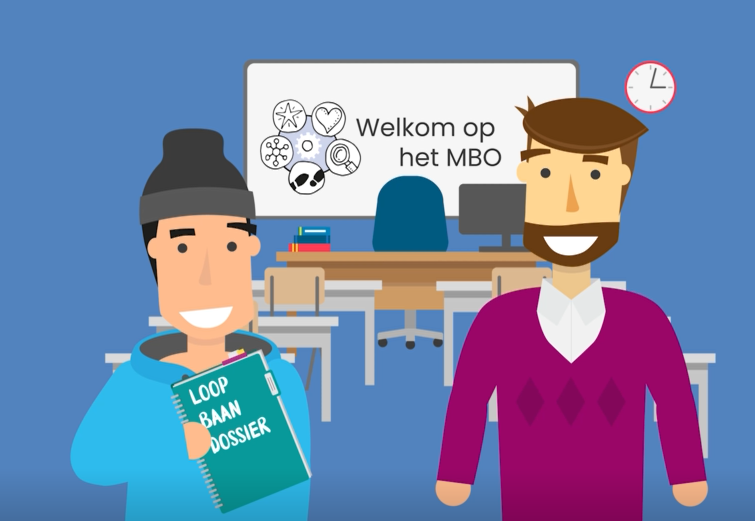 Welkom op
het MBO
LOOP
BAAN
DOSSIER